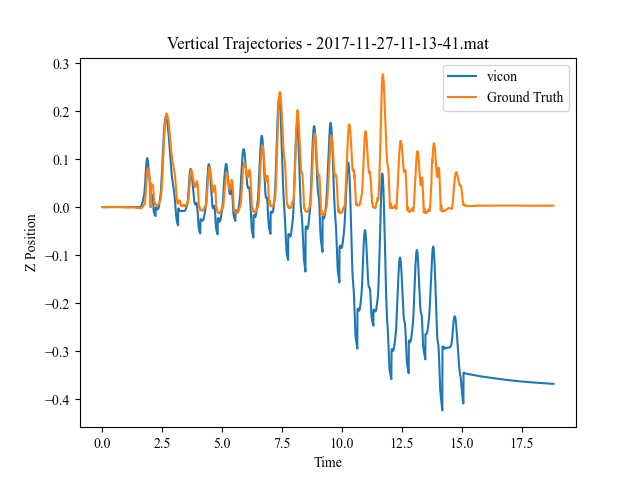 Vertical Trajectories - 2017-11-27-11-13-41.mat
vicon
Ground Truth
Z Position
0.3
0.2
0.1
0.0
−0.1
−0.2
−0.3
−0.4
0.0 2.5 5.0 7.5 10.0 12.5 15.0 17.5
Time